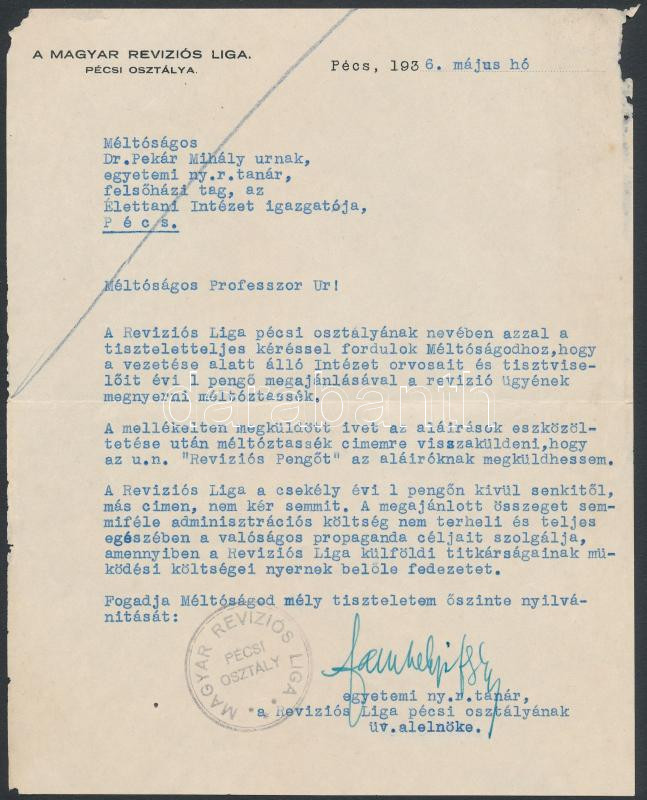 A MAGYAR REVIZIÓS LIGA.
PÉCSI OSZTÁLYA.
Pécs, 1936. május hó
Méltóságos
Dr.Pekár Mihály urnak,
egyetemi ny.r.tanár,
felsőházi tag, az
Élettani Intézet igazgatója,
P é c s.
Méltóságos Professzor Ur!
A Reviziós Liga pécsi osztályának nevében azzal a
tiszteletteljes kéréssel fordulok Méltóságodhoz,hogy
a vezetése alatt álló Intézet orvosait és tisztvise-
lőit évi 1 pengő megajánlásával a revizió ügyének
megnyerni méltóztassék.
A mellékelten megküldött ivet az aláirások eszközöl-
tetése után méltóztassék cimemre visszaküldeni,hogy
az u.n. "Reviziós Pengőt" az aláiróknak megküldhessem.
A Reviziós Liga a csekély évi 1 pengőn kivül senkitől,
más cimen, nem kér semmit. A megajánlott összeget sem-
miféle adminisztrációs költség nem terheli és teljes
egészében a valóságos propaganda céljait szolgálja,
amennyiben a Reviziós Liga külföldi titkárságainak mü-
ködési költségei nyernek belőle fedezetet.
Fogadja Méltóságod mély tiszteletem őszinte nyilvá-
nitását:
MAGYAR REVIZIÓS LIGA
PÉCSI
OSZTÁLY
egyetemi ny.r.tanár,
a Reviziós Liga pécsi osztályának
üv.alelnöke.
darabanth